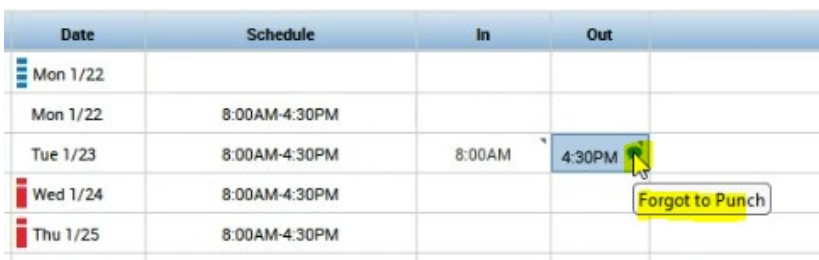 Date Schedule In Out
Mon 1/22
Mon 1/22 8:00AM-4:30PM
Tue 1/23 8:00AM-4:30PM 8:00AM 4:30PM
Wed 1/24 8:00AM-4:30PM
Forgot to Punch
Thu 1/25 8:00AM-4:30PM